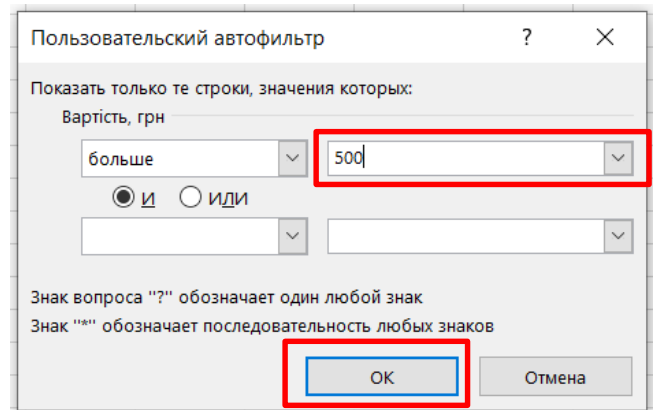 Пользовательский автофильтр ? ×
Показать только те строки, значения которых:
Вартість, грн
больше 500
И ИЛИ
Знак вопроса "?" обозначает один любой знак
Знак "*" обозначает последовательность любых знаков
ОК Отмена